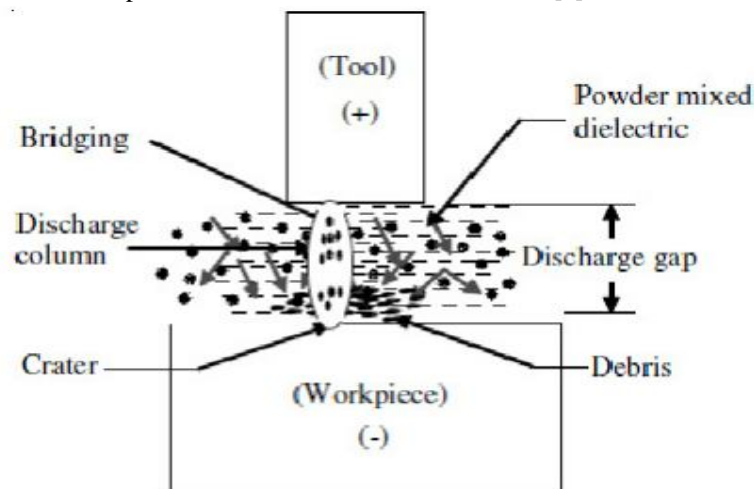 (Tool)
(+)
Powder mixed
dielectric
Bridging
Discharge
column
Discharge gap
Crater
Debris
(Workpiece)
(-)